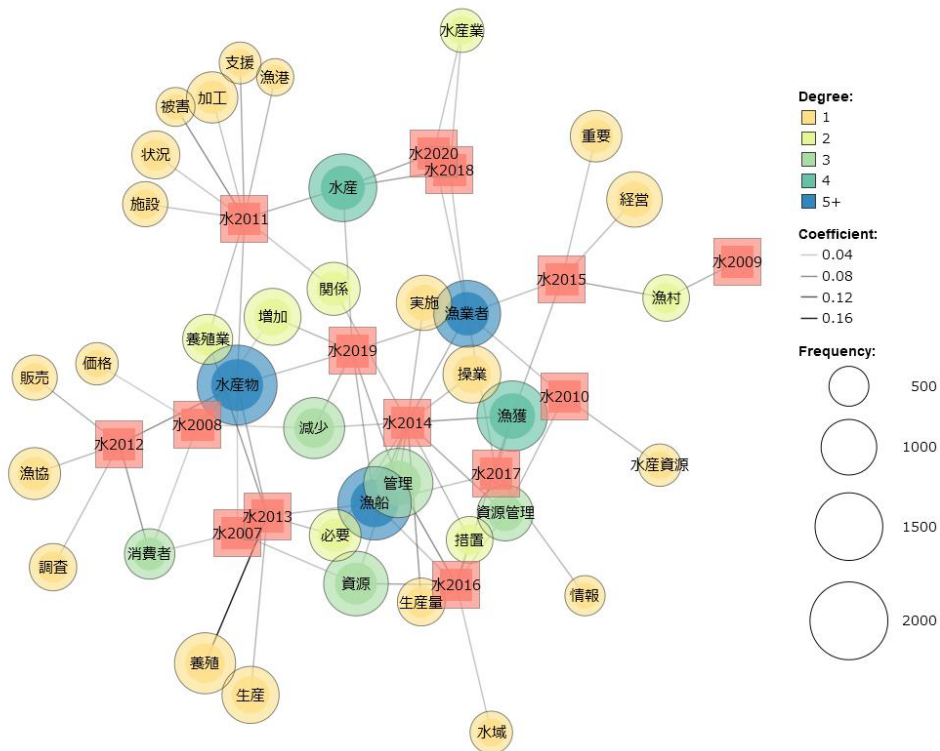 水産業
支援
漁港
加工
被害
状況
施設
水2011
水産
水2020
水2018
重要
経営
水2009
水2015
漁村
関係
実施
漁業者
増加
養殖業
水2019
水産物
操業
価格
販売
水2008
水2012
減少
水2014
漁獲
水2010
漁協
水産資源
水2017
管理
漁船
資源管理
水2013
水2007
必要
措置
消費者
調査
資源
水2016
生産量
情報
養殖
生産
水域
Degree:
1
2
3
4
5+
Coefficient:
0.04
0.08
0.12
0.16
Frequency:
500
1000
1500
2000